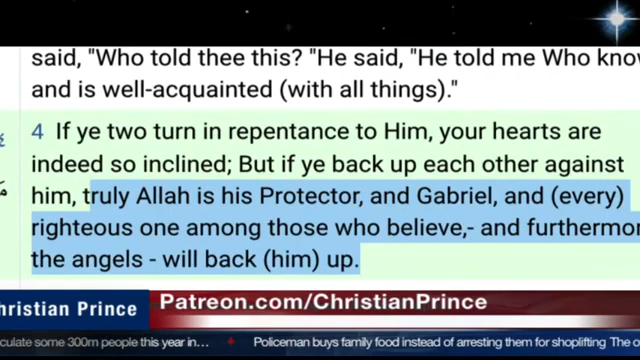 said, "Who told thee this? "He said, "He told me Who
and is well-acquainted (with all things)."
4 If ye two turn in repentance to Him, your hearts are
indeed so inclined; But if ye back up each other against
him, truly Allah is his Protector, and Gabriel, and (every)
righteous one among those who believe,- and furthermor
the angels - will back (him) up.
hristian Prince
Patreon.com/ChristianPrince
culate some 300m people this year in... Policeman buys family food instead of arresting them for shoplifting The